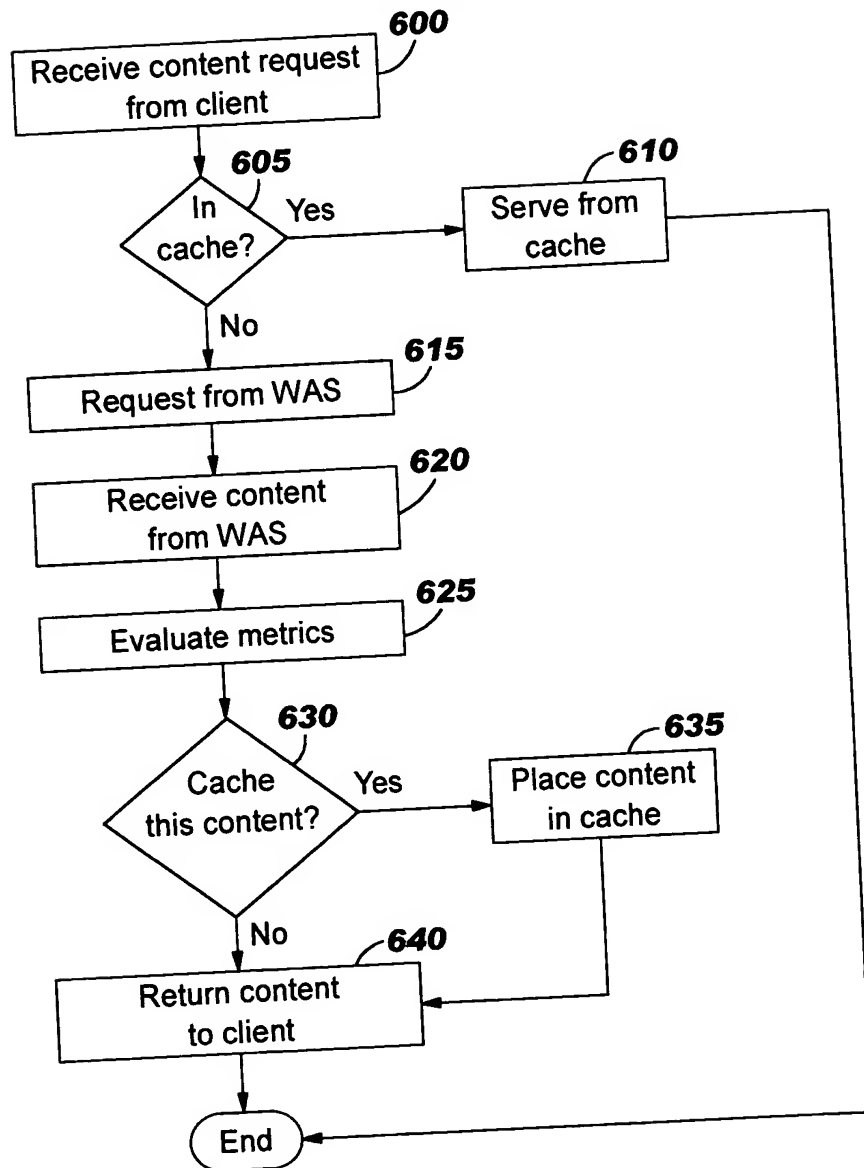 600
Receive content request
from client
605
610
In
cache?
Yes
Serve from
cache
No
615
Request from WAS
620
Receive content
from WAS
625
Evaluate metrics
630
635
Cache
this content?
Yes
Place content
in cache
No
640
Return content
to client
End